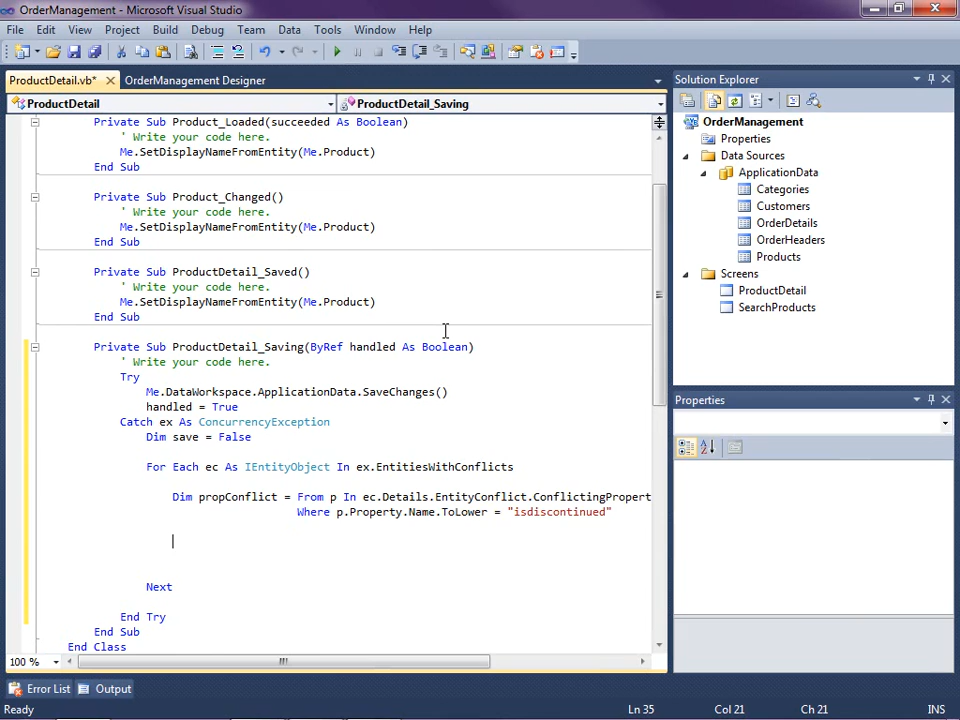 OrderManagement - Microsoft Visual Studio
File Edit View Project Build Debug Team Data Tools Window Help
ProductDetail.vb* OrderManagement Designer
ProductDetail ProductDetail_Saving
Private Sub Product_Loaded(succeeded As Boolean)
' Write your code here.
Me.SetDisplayNameFromEntity(Me.Product)
End Sub
Private Sub Product_Changed()
' Write your code here.
Me.SetDisplayNameFromEntity(Me.Product)
End Sub
Private Sub ProductDetail_Saved()
' Write your code here.
Me.SetDisplayNameFromEntity(Me.Product)
End Sub
Private Sub ProductDetail_Saving(ByRef handled As Boolean)
' Write your code here.
Try
Me.DataWorkspace.ApplicationData.SaveChanges()
handled = True
Catch ex As ConcurrencyException
Dim save = False
For Each ec As IEntityObject In ex.EntitiesWithConflicts
Dim propConflict = From p In ec.Details.EntityConflict.ConflictingPropert
Where p.Property.Name.ToLower = "isdiscontinued"
Next
End Try
End Sub
End Class
100 %
Solution Explorer
OrderManagement
Properties
Data Sources
ApplicationData
Categories
Customers
OrderDetails
OrderHeaders
Products
Screens
ProductDetail
SearchProducts
Properties
Error List Output
Ready Ln 35 Col 21 Ch 21 INS